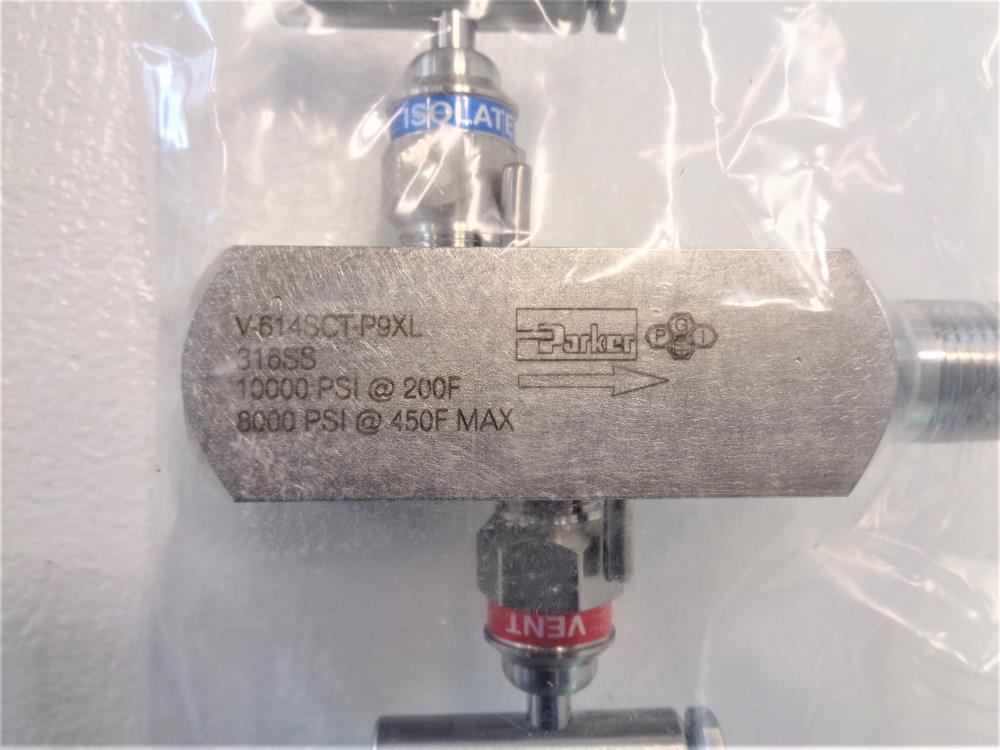 ISOLATE
V-614SCT-P9XL
316SS
10000 PSI @ 200F
8000 PSI @ 450F MAX
Parker
P C I
VENT